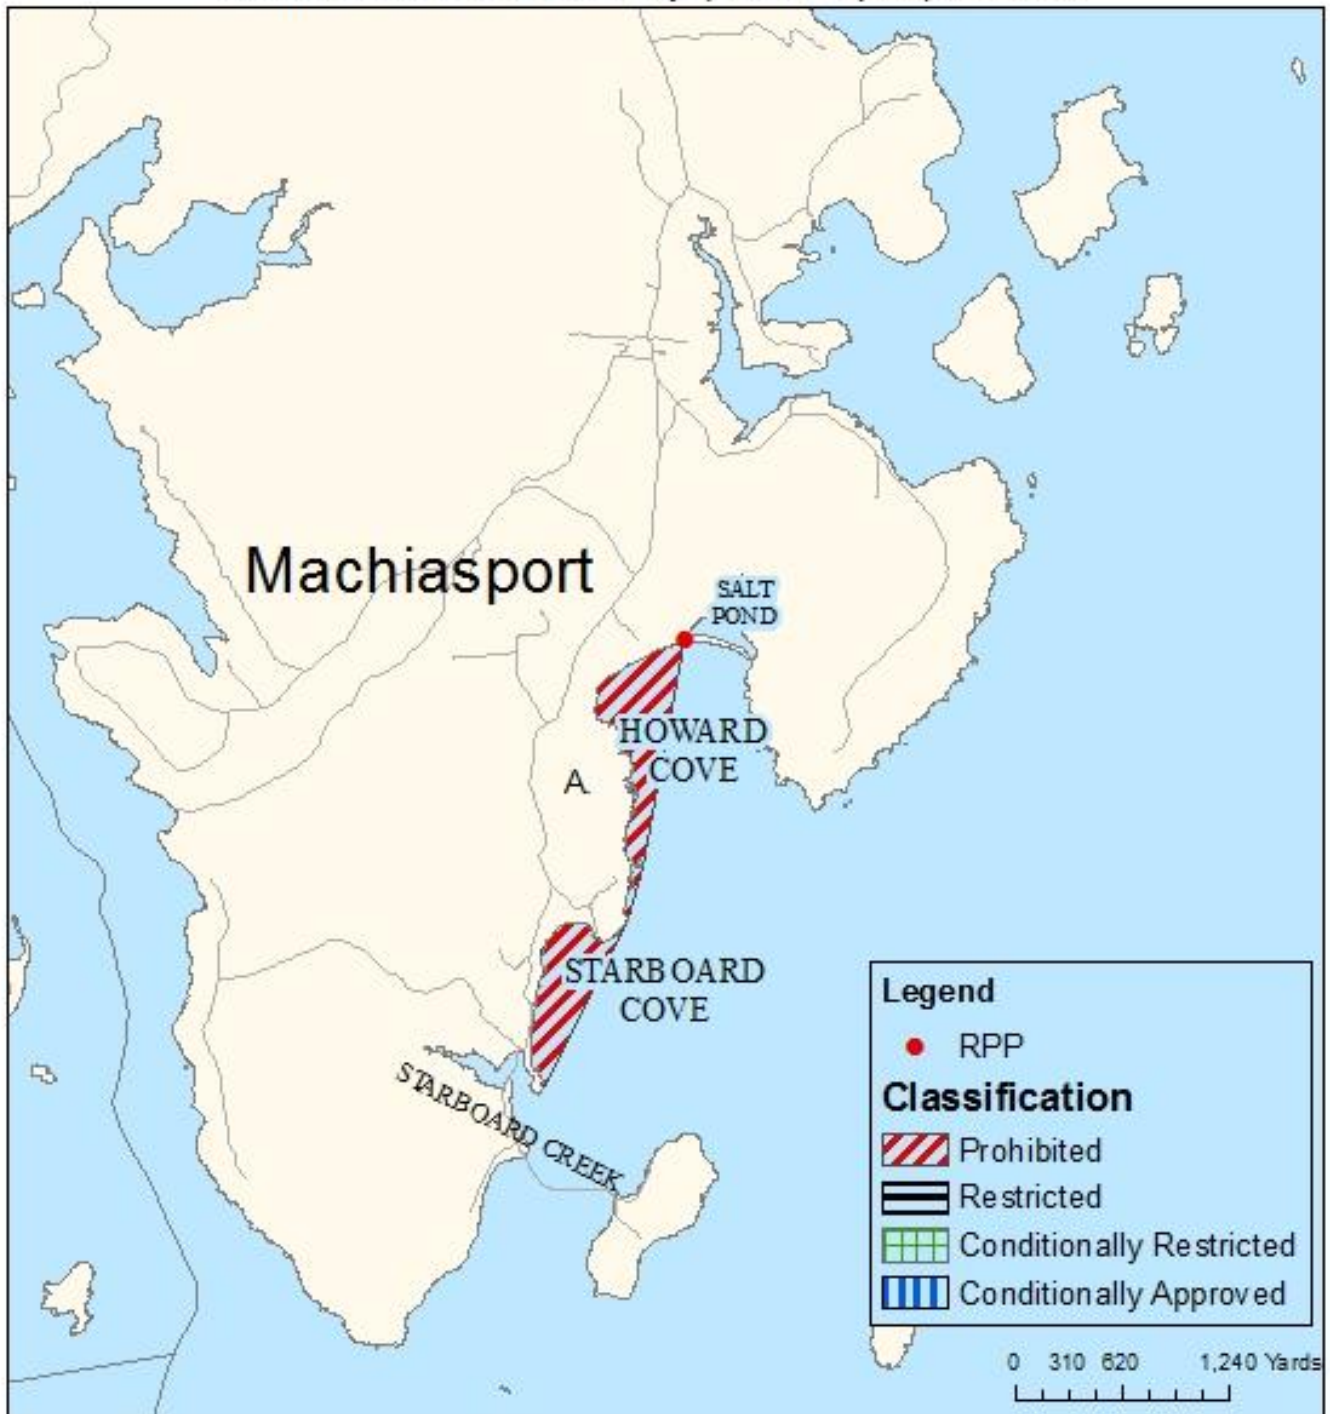 Machiasport
SALT
POND
HOWARD
COVE
A.
STARBOARD
COVE
STARBOARD CREEK
Legend
RPP
Classification
Prohibited
Restricted
Conditionally Restricted
Conditionally Approved
0 310 620 1,240 Yards